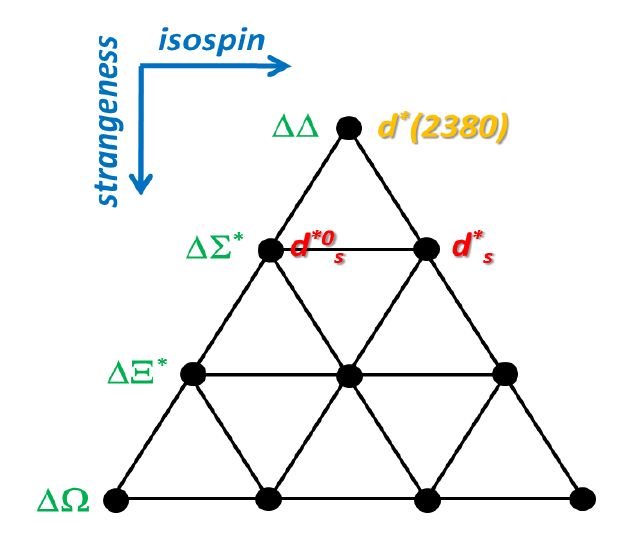 isospin
strangeness
ΔΔ d*(2380)
ΔΣ* d*0s d*s
ΔΞ*
ΔΩ